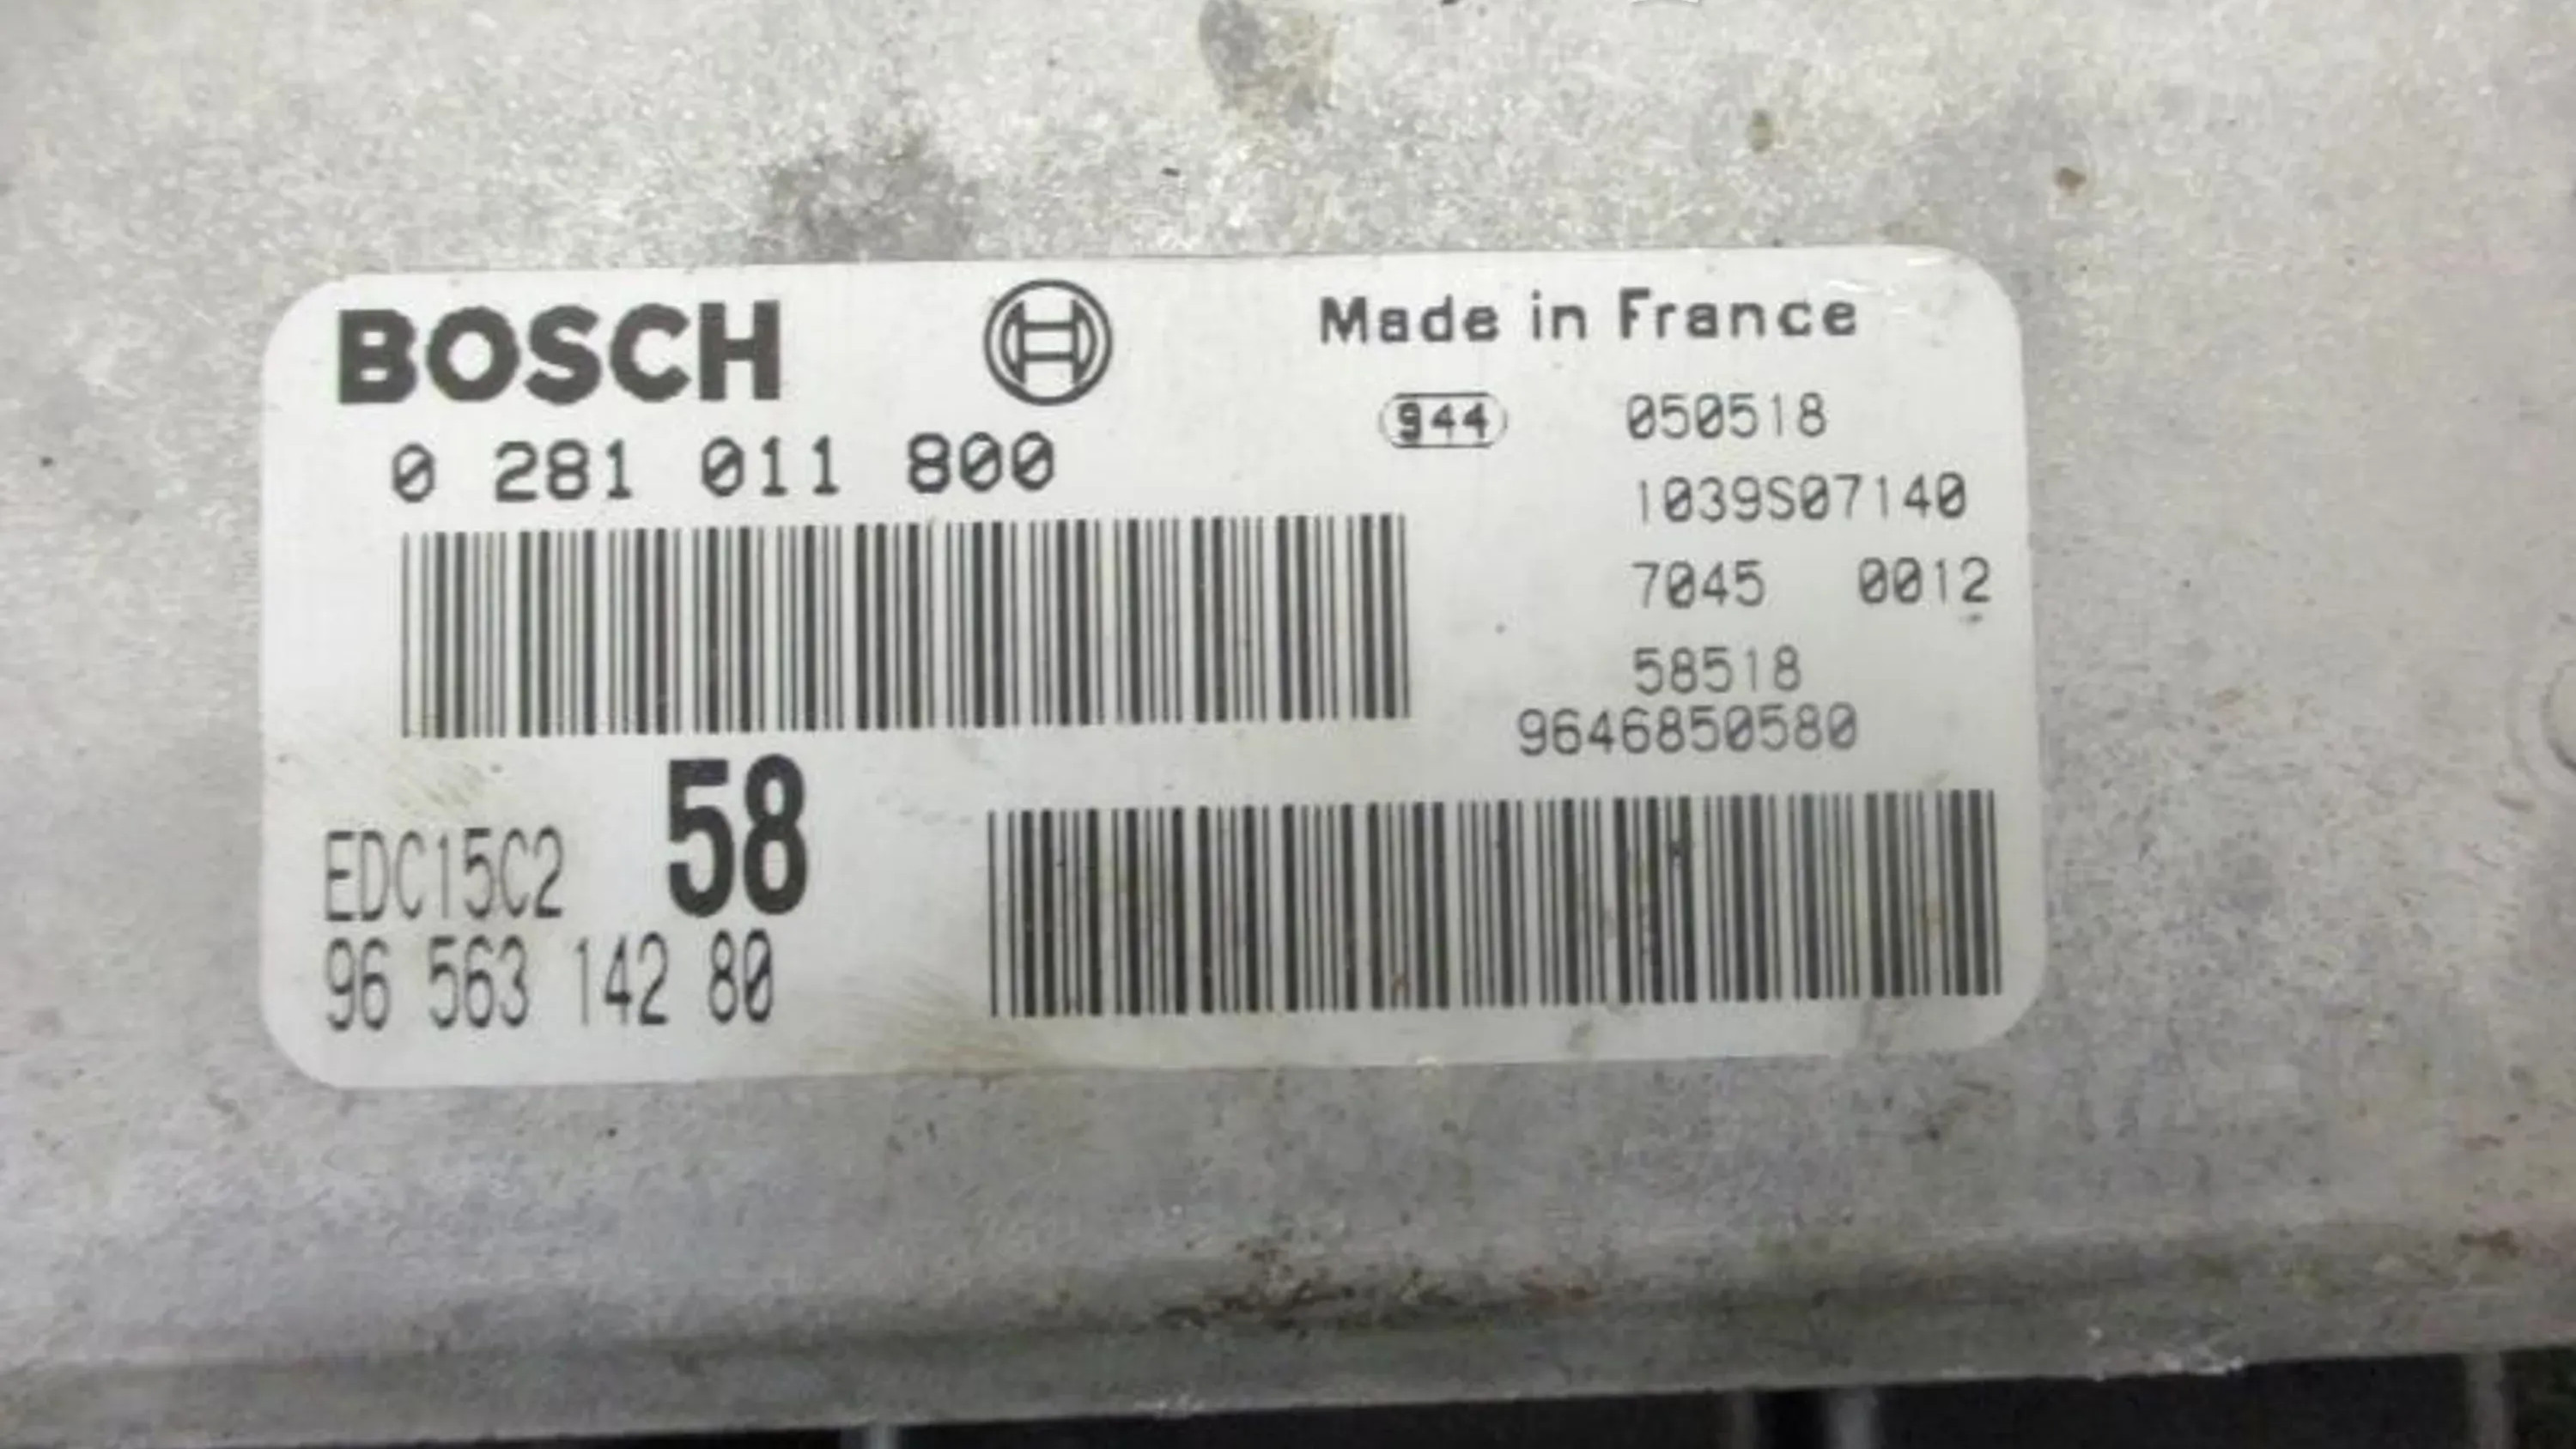 BOSCH
Made in France
944 050518
0 281 011 800
1039S07140
7045 0012
58518
9646850580
58
EDC15C2
96 563 142 80